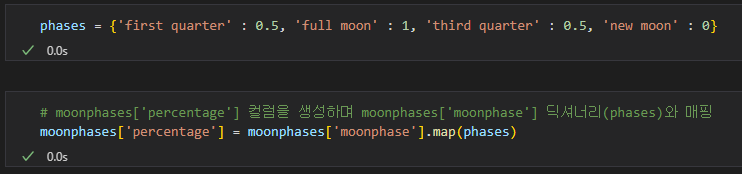 phases = {'first quarter' : 0.5, 'full moon' : 1, 'third quarter' : 0.5, 'new moon' : 0}
0.0s
# moonphases['percentage'] 컬럼을 생성하며 moonphases['moonphase'] 딕셔너리(phases)와 매핑
moonphases['percentage'] = moonphases['moonphase'].map(phases)
0.0s